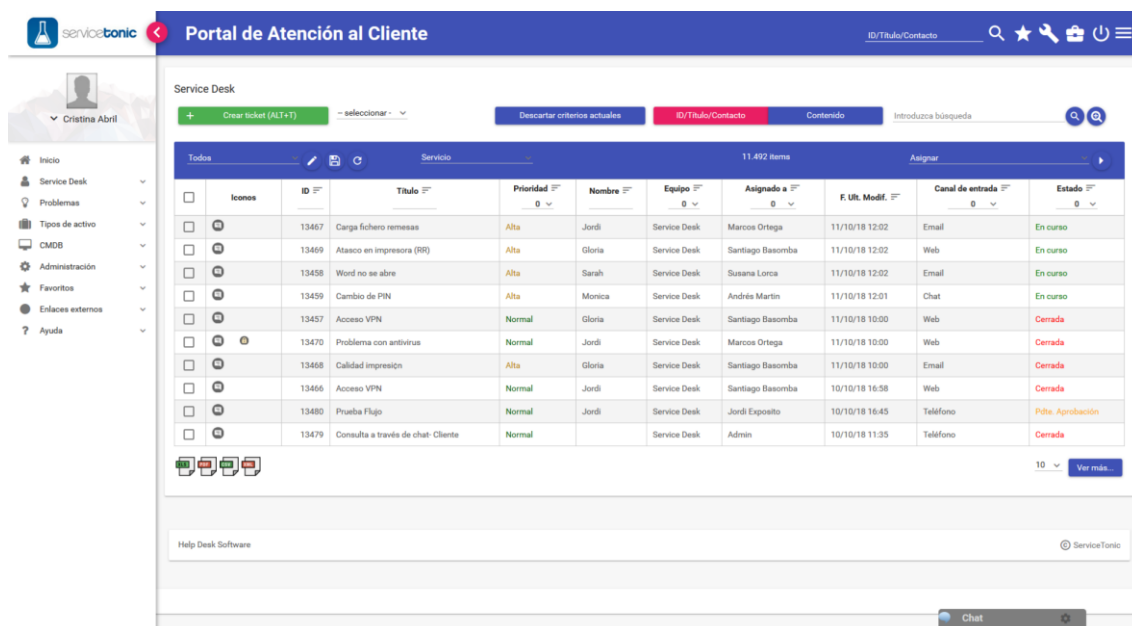 servicetonic
Portal de Atención al Cliente
ID/Título/Contacto
Cristina Abril
Inicio
Service Desk
Problemas
Tipos de activo
CMDB
Administración
Favoritos
Enlaces externos
? Ayuda
Service Desk
+ Crear ticket (ALT+T)
-- seleccionar -
Descartar criterios actuales
ID/Título/Contacto
Contenido
Introduzca búsqueda
Todos
Servicio
11.492 items
Asignar
Iconos ID Título Prioridad Nombre Equipo Asignado a F. Ult. Modif. Canal de entrada Estado
0 0 0 0 0
13467 Carga fichero remesas Alta Jordi Service Desk Marcos Ortega 11/10/18 12:02 Email En curso
13469 Atasco en impresora (RR) Alta Gloria Service Desk Santiago Basomba 11/10/18 12:02 Web En curso
13458 Word no se abre Alta Sarah Service Desk Susana Lorca 11/10/18 12:02 Email En curso
13459 Cambio de PIN Alta Monica Service Desk Andrés Martin 11/10/18 12:01 Chat En curso
13457 Acceso VPN Normal Gloria Service Desk Santiago Basomba 11/10/18 10:00 Web Cerrada
13470 Problema con antivirus Normal Jordi Service Desk Marcos Ortega 11/10/18 10:00 Web Cerrada
13468 Calidad impresiçn Alta Gloria Service Desk Santiago Basomba 11/10/18 10:00 Email Cerrada
13466 Acceso VPN Normal Jordi Service Desk Santiago Basomba 10/10/18 16:58 Web Cerrada
13480 Prueba Flujo Normal Jordi Service Desk Jordi Exposito 10/10/18 16:45 Teléfono Pdte. Aprobación
13479 Consulta a través de chat- Cliente Normal Service Desk Admin 10/10/18 11:35 Teléfono Cerrada
10
Ver más...
Help Desk Software
© ServiceTonic
Chat